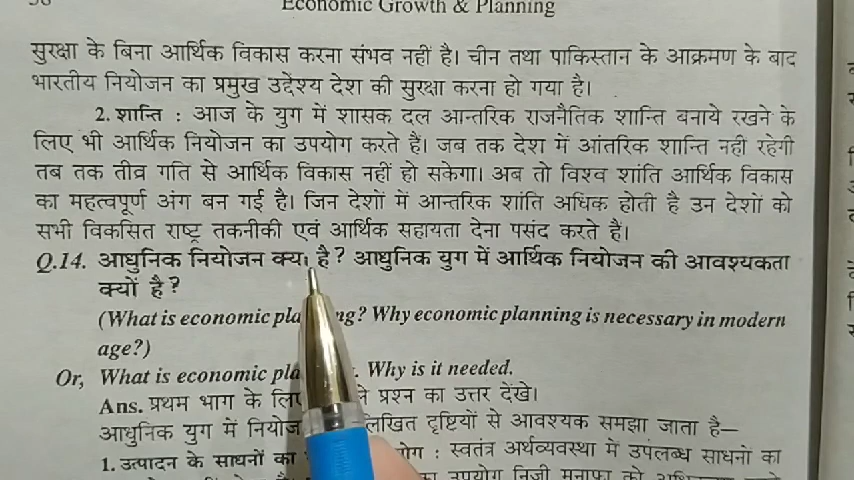 Economic Growth & Planning
सुरक्षा के बिना आर्थिक विकास करना संभव नहीं है। चीन तथा पाकिस्तान के आक्रमण के बाद
भारतीय नियोजन का प्रमुख उद्देश्य देश की सुरक्षा करना हो गया है।
2. शान्ति : आज के युग में शासक दल आन्तरिक राजनैतिक शान्ति बनाये रखने के
लिए भी आर्थिक नियोजन का उपयोग करते हैं। जब तक देश में आंतरिक शान्ति नही रहेगी
तब तक तीव्र गति से आर्थिक विकास नहीं हो सकेगा। अब तो विश्व शांति आर्थिक विकास
का महत्वपूर्ण अंग बन गई है। जिन देशों में आन्तरिक शांति अधिक होती है उन देशों को
सभी विकसित राष्ट्र तकनीकी एवं आर्थिक सहायता देना पसंद करते है।
Q.14. आधुनिक नियोजन क्या है? आधुनिक युग में आर्थिक नियोजन की आवश्यकता
क्यों है?
(What is economic pla ng? Why economic planning is necessary in modern
age?)
Or, What is economic pla . Why is it needed.
Ans. प्रथम भाग के लिए ले प्रश्न का उत्तर देंखे।
आधुनिक युग में नियोज लिखित दृष्टियों से आवश्यक समझा जाता है—
1. उत्पादन के साधनों का योग : स्वतंत्र अर्थव्यवस्था मे उपलब्ध साधनों का
का उपयोग निजी मनाफा को